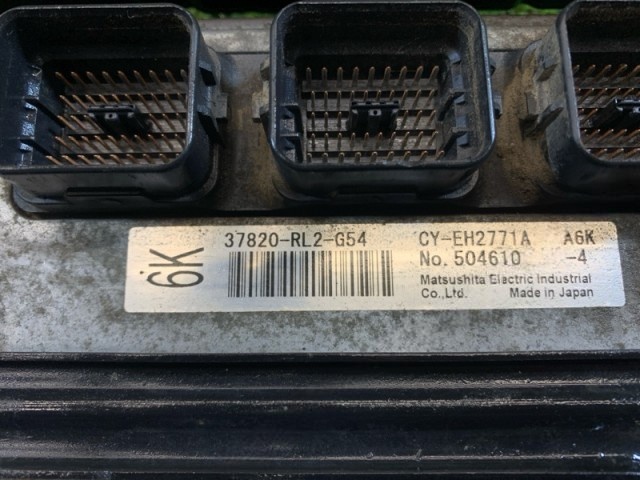 6K
37820-RL2-G54 CY-EH2771A A6K
No. 504610 -4
Matsushita Electric Industrial
Co.,Ltd. Made in Japan